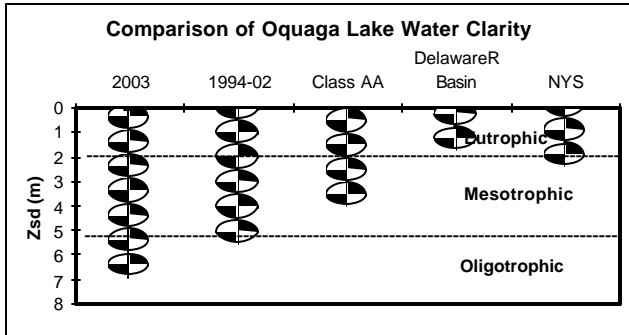 Comparison of Oquaga Lake Water Clarity
DelawareR
2003 1994-02 Class AA Basin NYS
0
1
2
3
4
5
6
7
8
Zsd (m)
Eutrophic
Mesotrophic
Oligotrophic